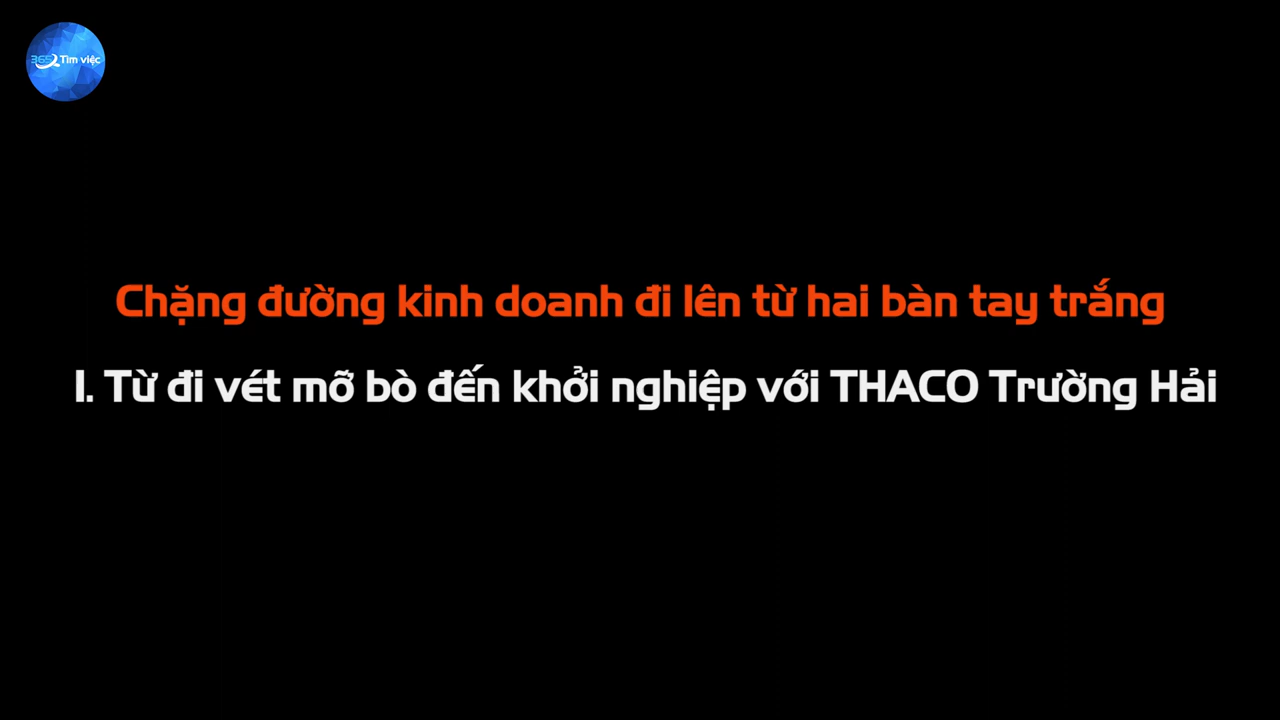 365 Tìm việc
Chặng đường kinh doanh đi lên từ hai bàn tay trắng
I. Từ đi vét mỡ bò đến khởi nghiệp với THACO Trường Hải